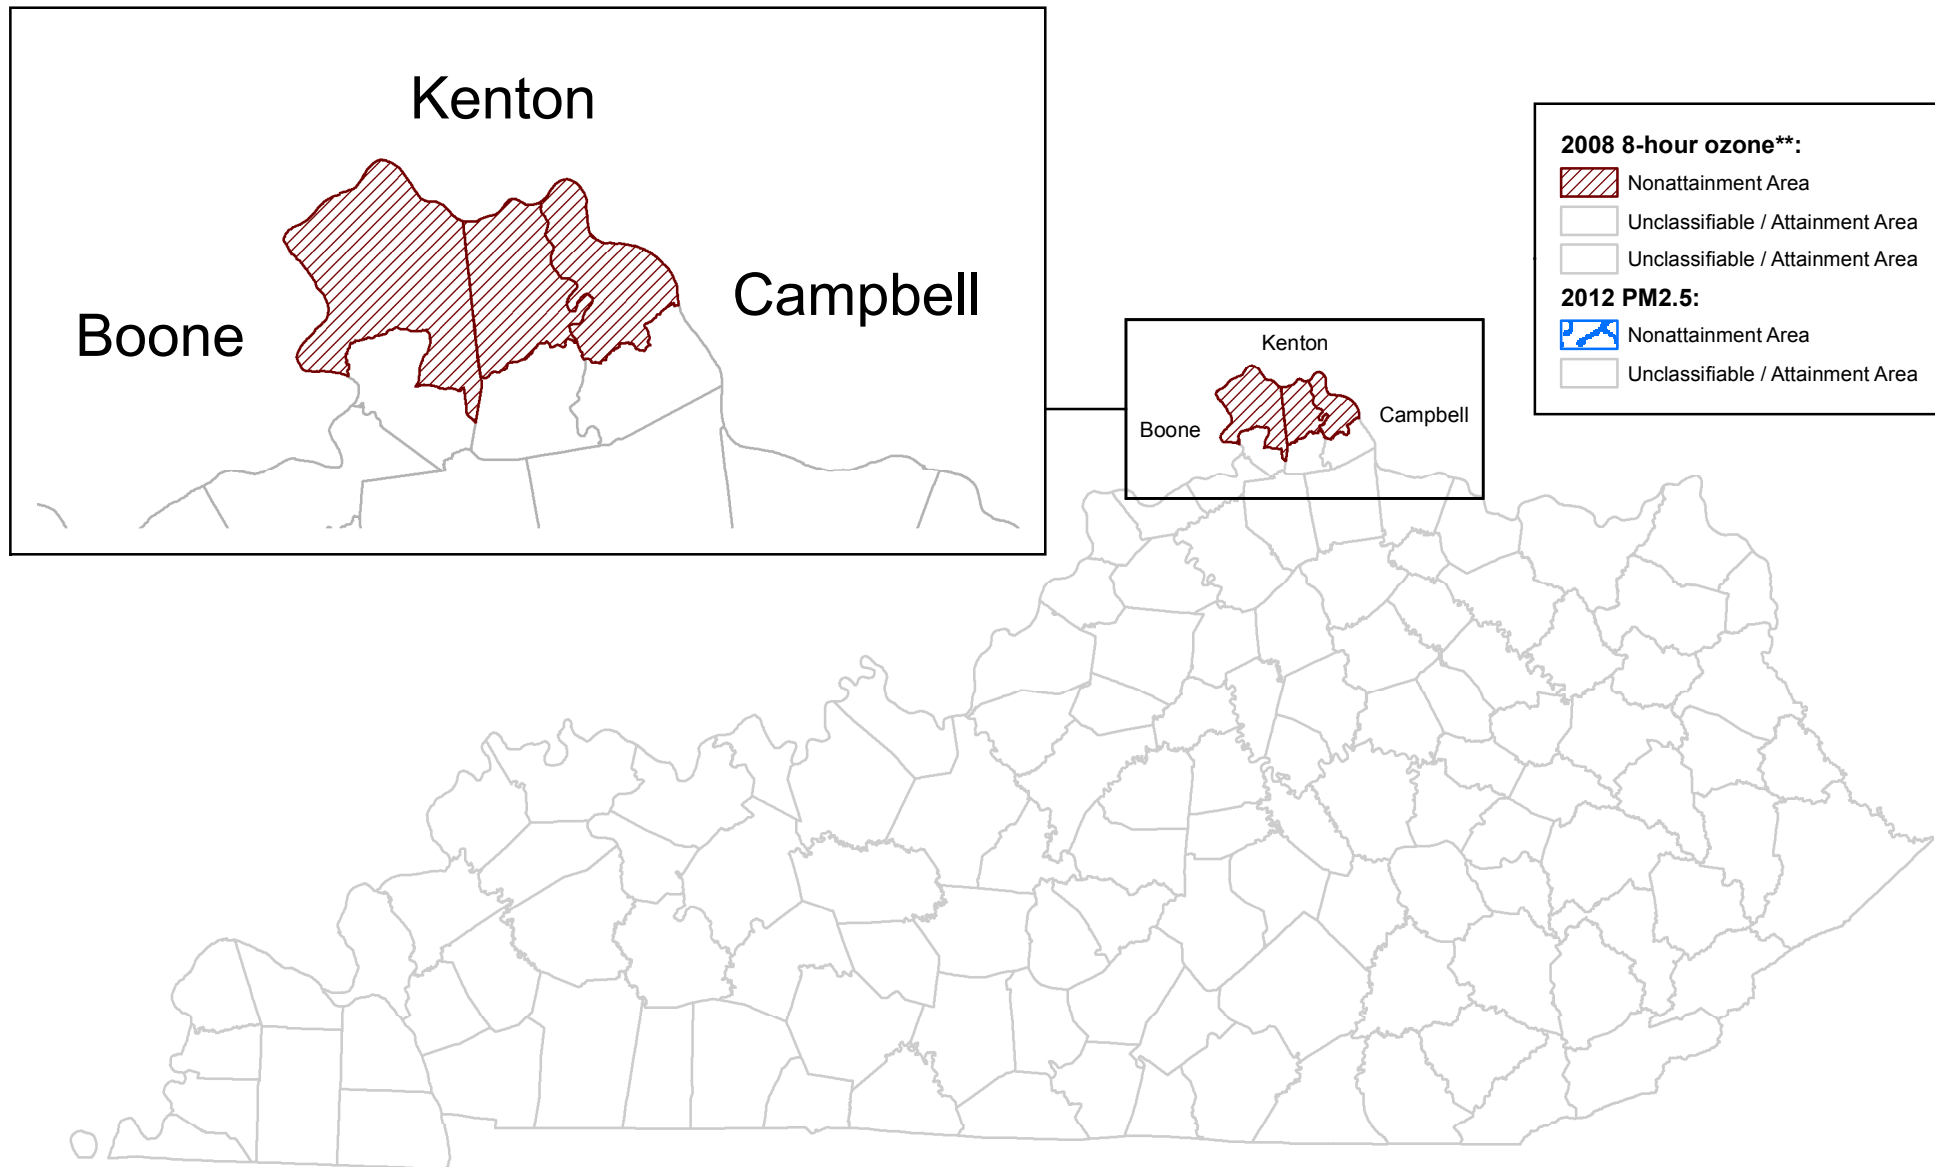 Kenton
Boone
Campbell
2008 8-hour ozone**:
Nonattainment Area
Unclassifiable / Attainment Area
Unclassifiable / Attainment Area
2012 PM2.5:
Nonattainment Area
Unclassifiable / Attainment Area
Kenton
Boone
Campbell